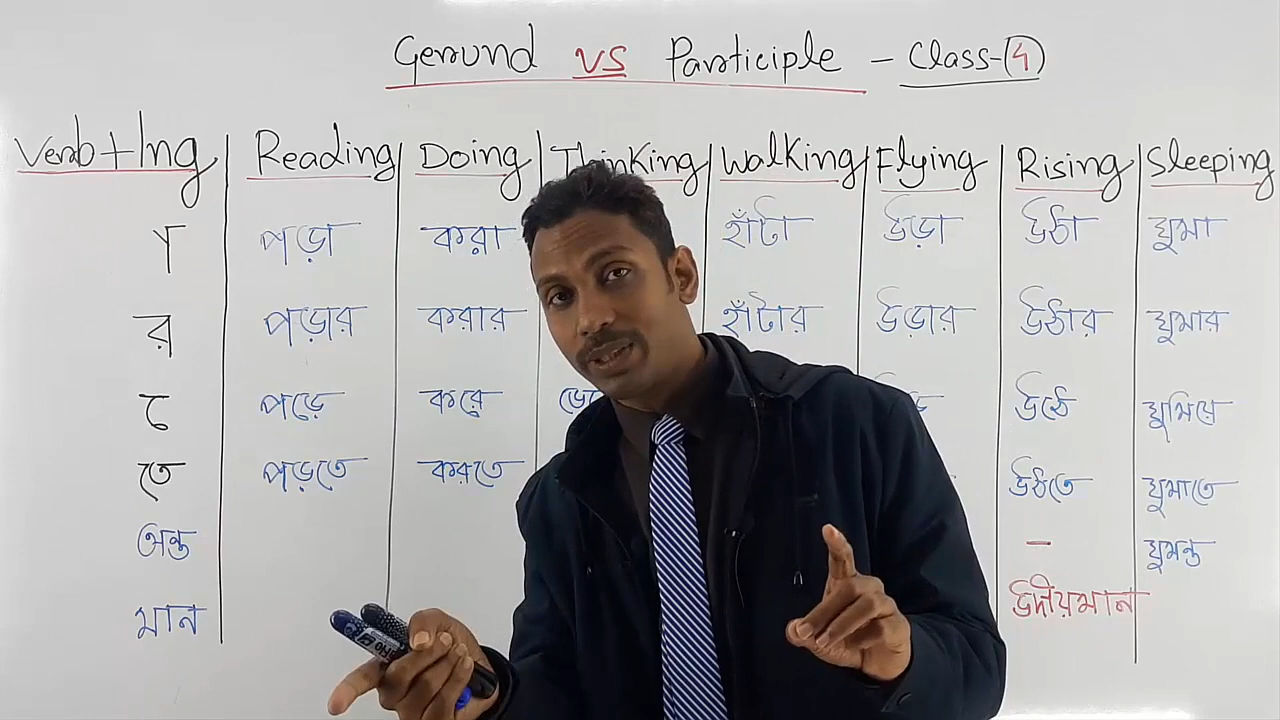 Gerund vs Participle - Class-4
Verb + Ing Reading Doing Thinking Walking Flying Rising Sleeping
া পড়া করা হাঁটা উড়া উঠা ঘুমা
র পড়ার করার হাঁটার উড়ার উঠার ঘুমার
ে পড়ে করে উঠে ঘুমিয়ে
তে পড়তে করতে উঠতে ঘুমাতে
অন্ত - ঘুমন্ত
মান উদীয়মান